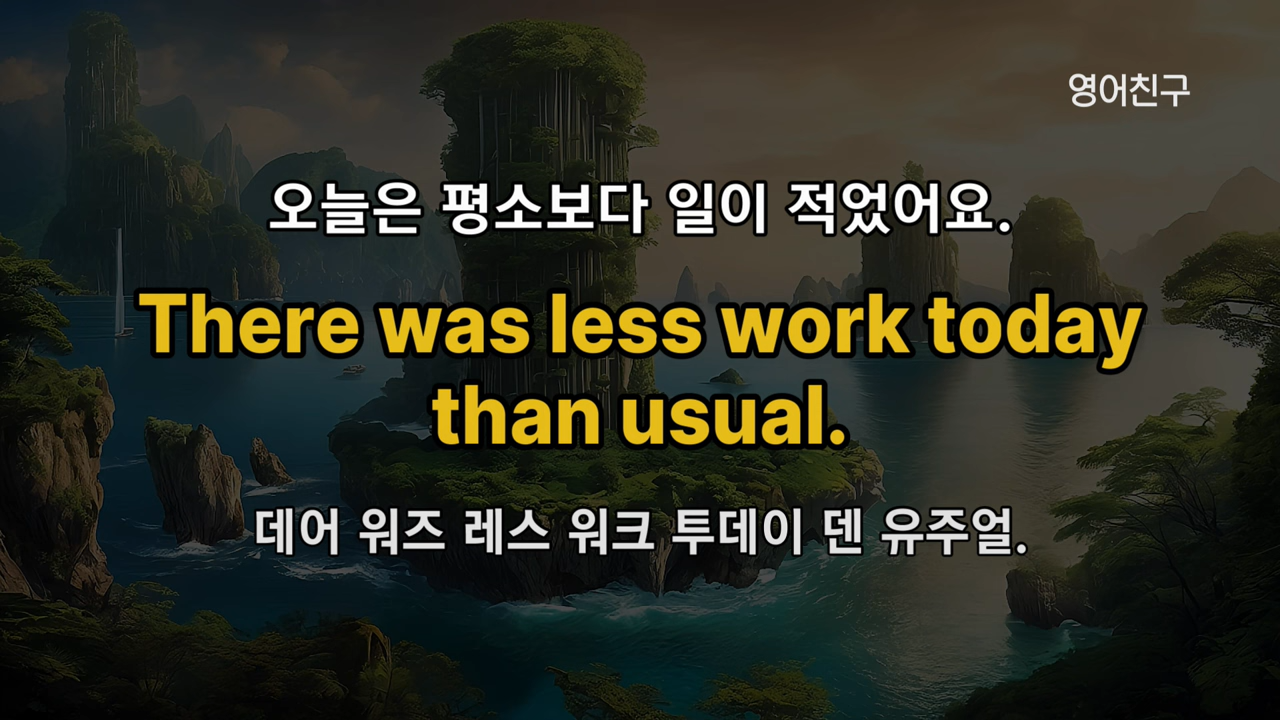 영어친구
오늘은 평소보다 일이 적었어요.
There was less work today
than usual.
데어 워즈 레스 워크 투데이 덴 유주얼.